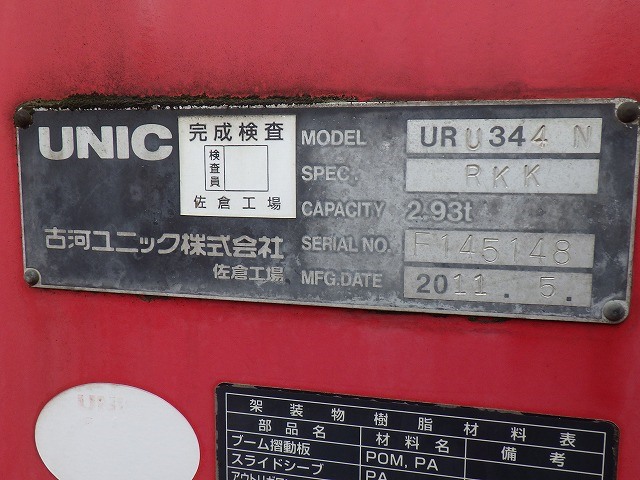 UNIC
完成検査
検査員
佐倉工場
古河ユニック株式会社
佐倉工場
MODEL URU344N
SPEC. RKK
CAPACITY 2.93t
SERIAL NO. F145148
MFG.DATE 2011.5.
UNIC
架装物樹脂材料表
部品名 材料名 備考
ブーム摺動板 POM, PA
スライドシーブ PA